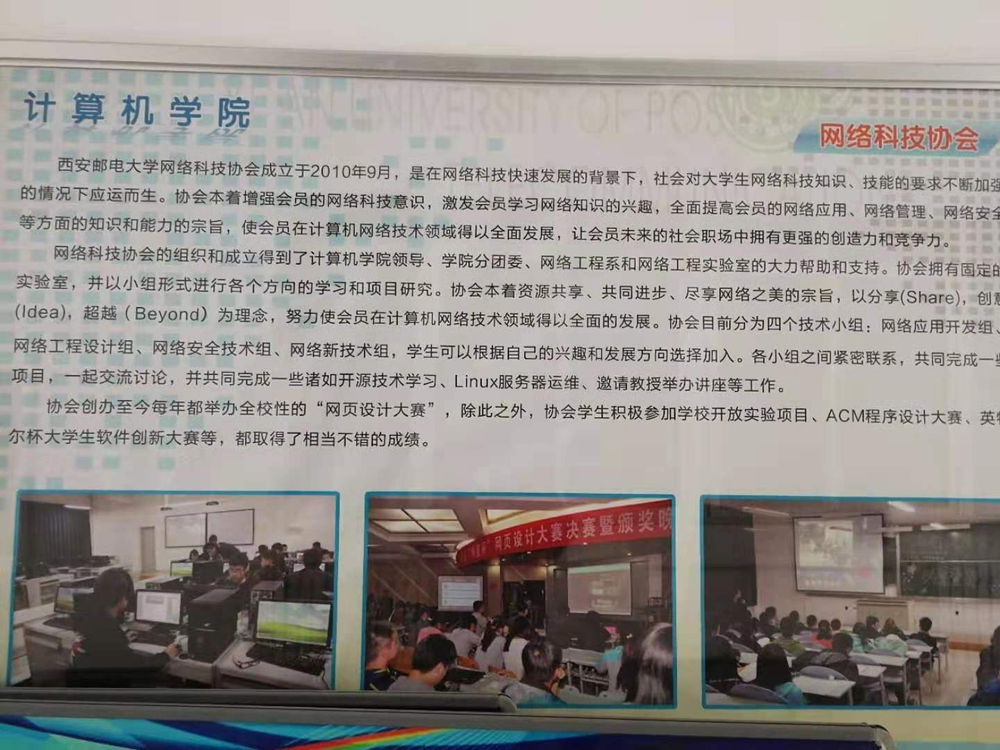 计算机学院
网络科技协会
西安邮电大学网络科技协会成立于2010年9月，是在网络科技快速发展的背景下，社会对大学生网络科技知识、技能的要求不断加强
的情况下应运而生。协会本着增强会员的网络科技意识，激发会员学习网络知识的兴趣，全面提高会员的网络应用、网络管理、网络安全
等方面的知识和能力的宗旨，使会员在计算机网络技术领域得以全面发展，让会员未来的社会职场中拥有更强的创造力和竞争力。
网络科技协会的组织和成立得到了计算机学院领导、学院分团委、网络工程系和网络工程实验室的大力帮助和支持。协会拥有固定的
实验室，并以小组形式进行各个方向的学习和项目研究。协会本着资源共享、共同进步、尽享网络之美的宗旨，以分享(Share)，创意
(Idea)，超越（Beyond）为理念，努力使会员在计算机网络技术领域得以全面的发展。协会目前分为四个技术小组：网络应用开发组、
网络工程设计组、网络安全技术组、网络新技术组，学生可以根据自己的兴趣和发展方向选择加入。各小组之间紧密联系，共同完成一些
项目，一起交流讨论，并共同完成一些诸如开源技术学习、Linux服务器运维、邀请教授举办讲座等工作。
协会创办至今每年都举办全校性的“网页设计大赛”，除此之外，协会学生积极参加学校开放实验项目、ACM程序设计大赛、英特
尔杯大学生软件创新大赛等，都取得了相当不错的成绩。
网页设计大赛决赛暨颁奖晚